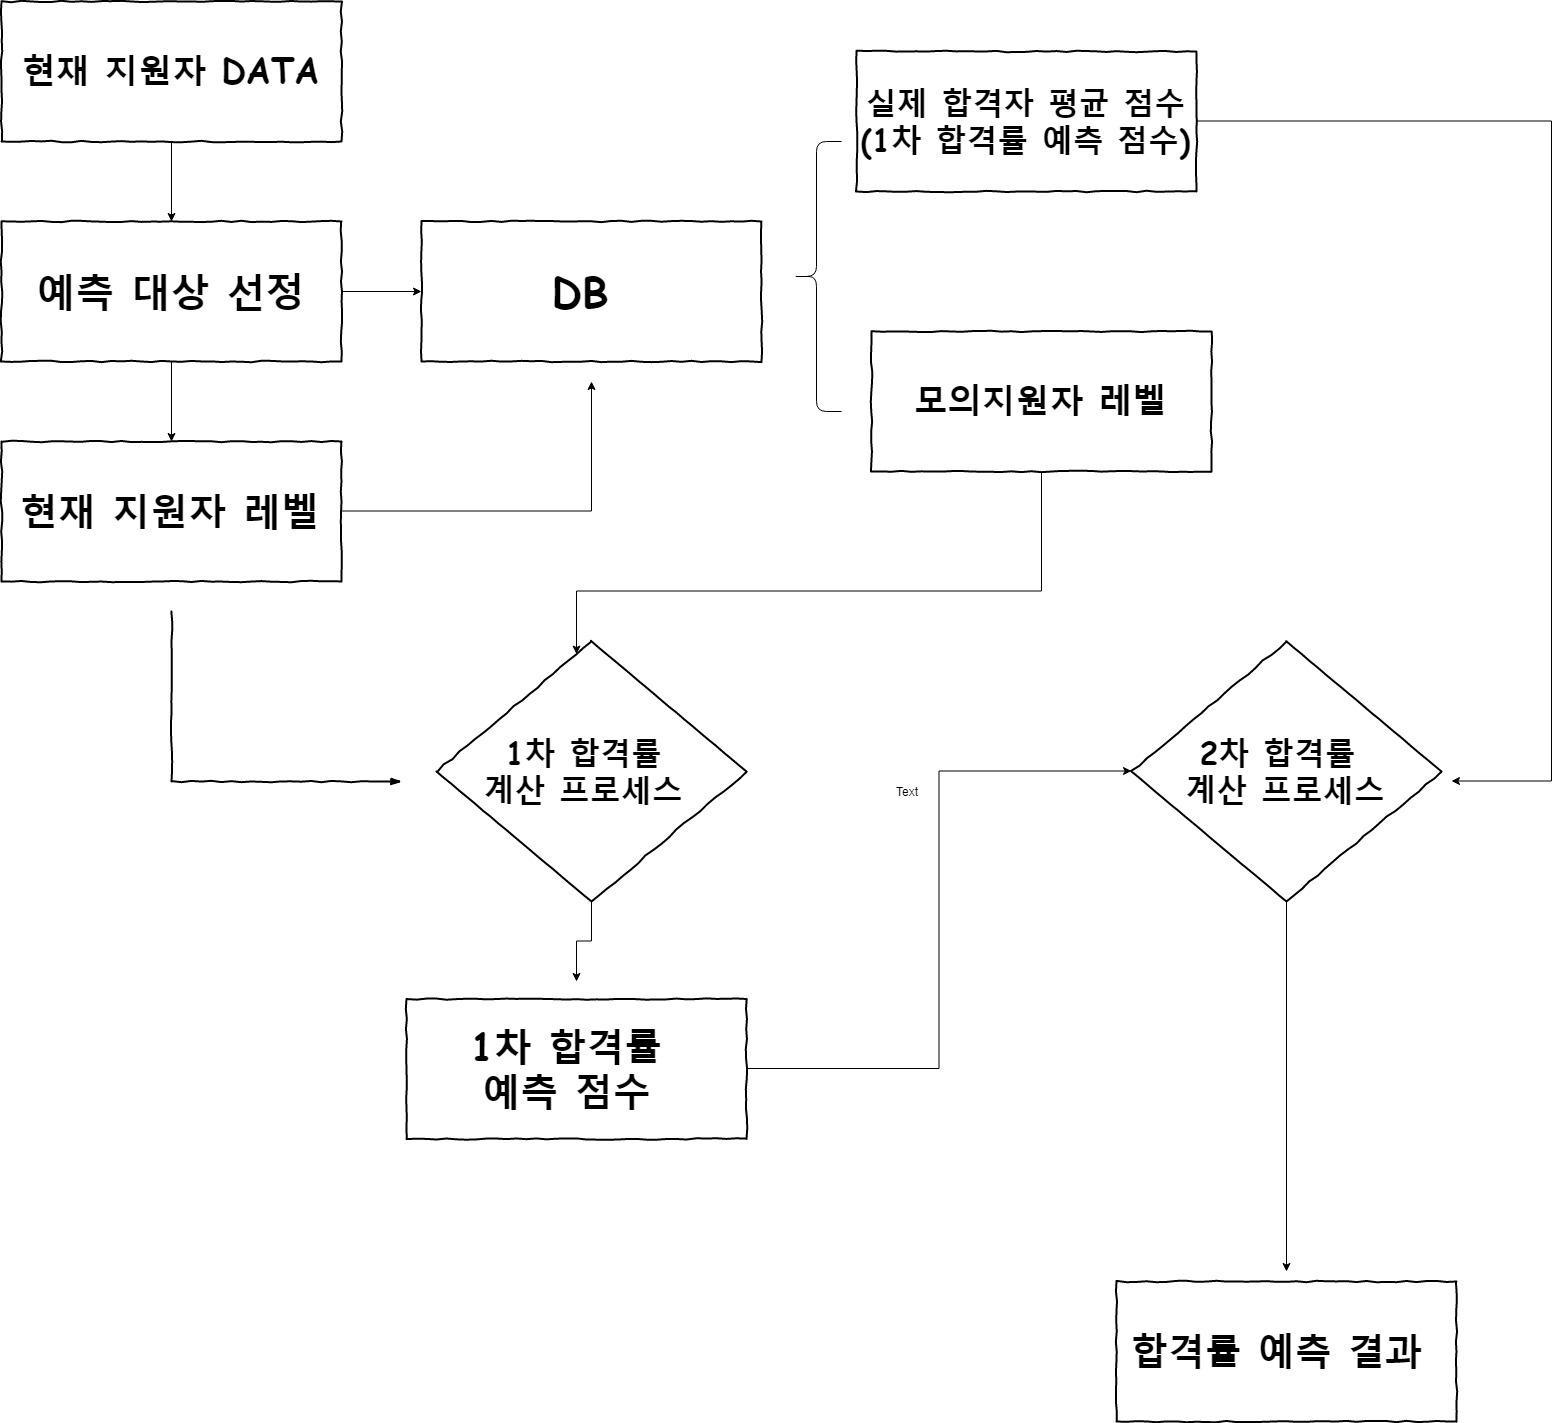 현재 지원자 DATA
실제 합격자 평균 점수
(1차 합격률 예측 점수)
예측 대상 선정
DB
모의지원자 레벨
현재 지원자 레벨
1차 합격률
계산 프로세스
Text
2차 합격률
계산 프로세스
1차 합격률
예측 점수
합격률 예측 결과